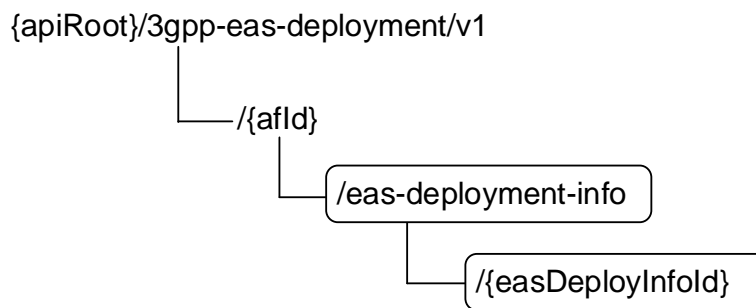 {apiRoot}/3gpp-eas-deployment/v1
/{afId}
/eas-deployment-info
/{easDeployInfoId}